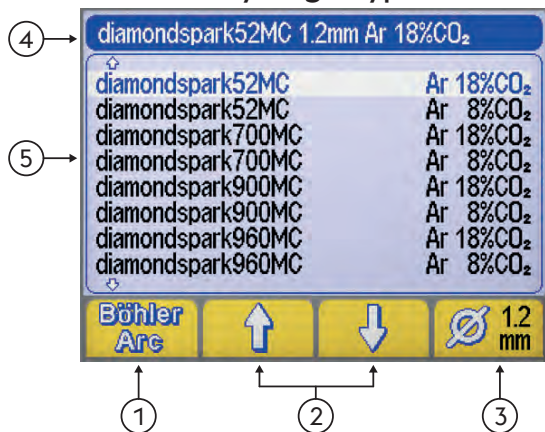 diamondspark52MC 1.2mm Ar 18%CO₂
diamondspark52MC Ar 18%CO₂
diamondspark52MC Ar 8%CO₂
diamondspark700MC Ar 18%CO₂
diamondspark700MC Ar 8%CO₂
diamondspark900MC Ar 18%CO₂
diamondspark900MC Ar 8%CO₂
diamondspark960MC Ar 18%CO₂
diamondspark960MC Ar 8%CO₂
Böhler Arc
1.2 mm
4
5
1
2
3